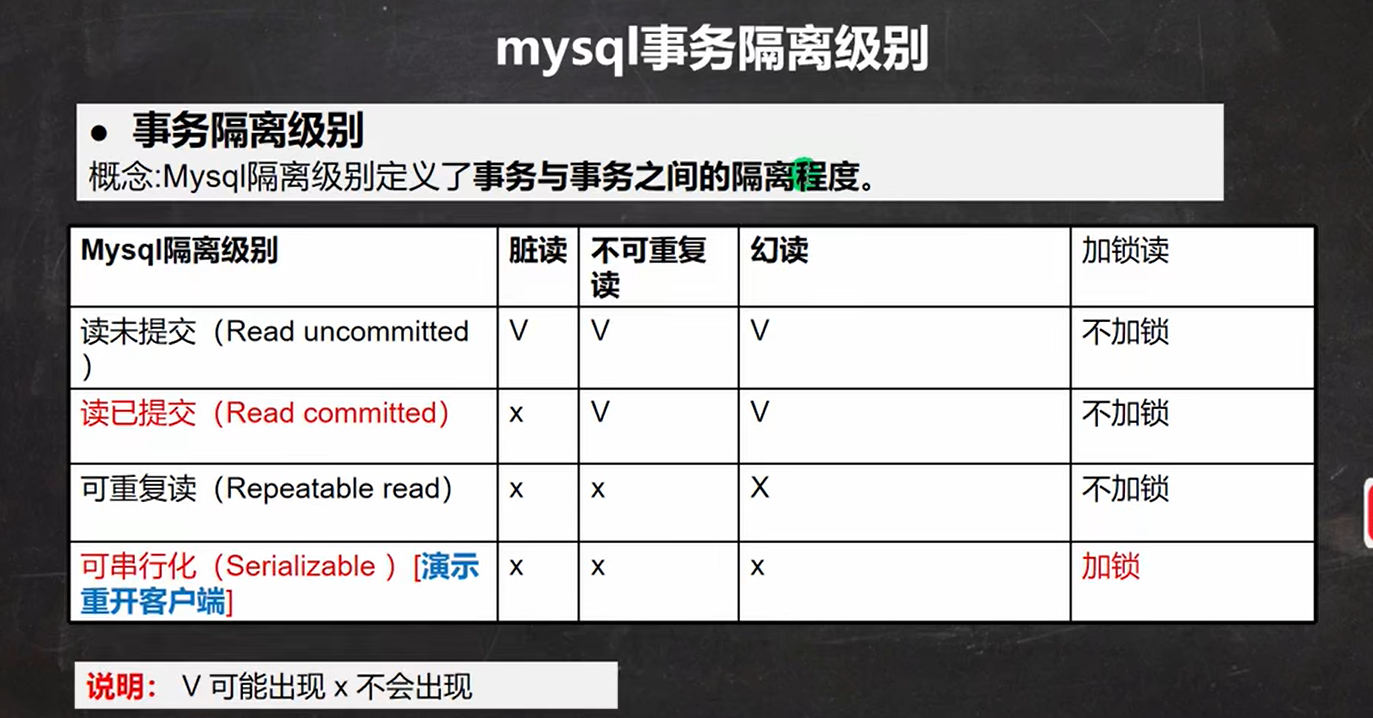 mysql事务隔离级别
● 事务隔离级别
概念:Mysql隔离级别定义了事务与事务之间的隔离程度。
Mysql隔离级别 脏读 不可重复 幻读 加锁读
读
读未提交（Read uncommitted V V V 不加锁
）
读已提交（Read committed） x V V 不加锁
可重复读（Repeatable read） x x X 不加锁
可串行化（Serializable ）[演示 x x x 加锁
重开客户端]
说明： V 可能出现 x 不会出现